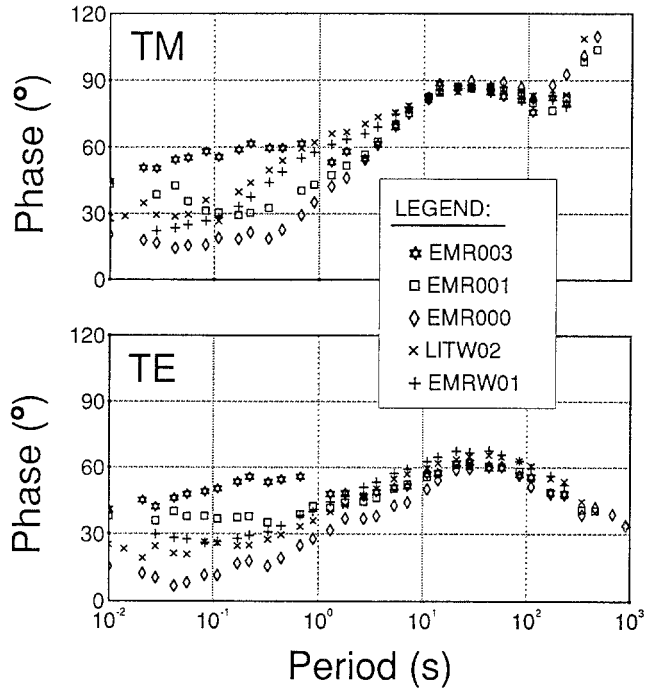 120
TM
90
60
30
0
Phase (°)
LEGEND:
EMR003
EMR001
EMR000
LITW02
EMRW01
120
TE
90
60
30
0
Phase (°)
10⁻² 10⁻¹ 10⁰ 10¹ 10² 10³
Period (s)